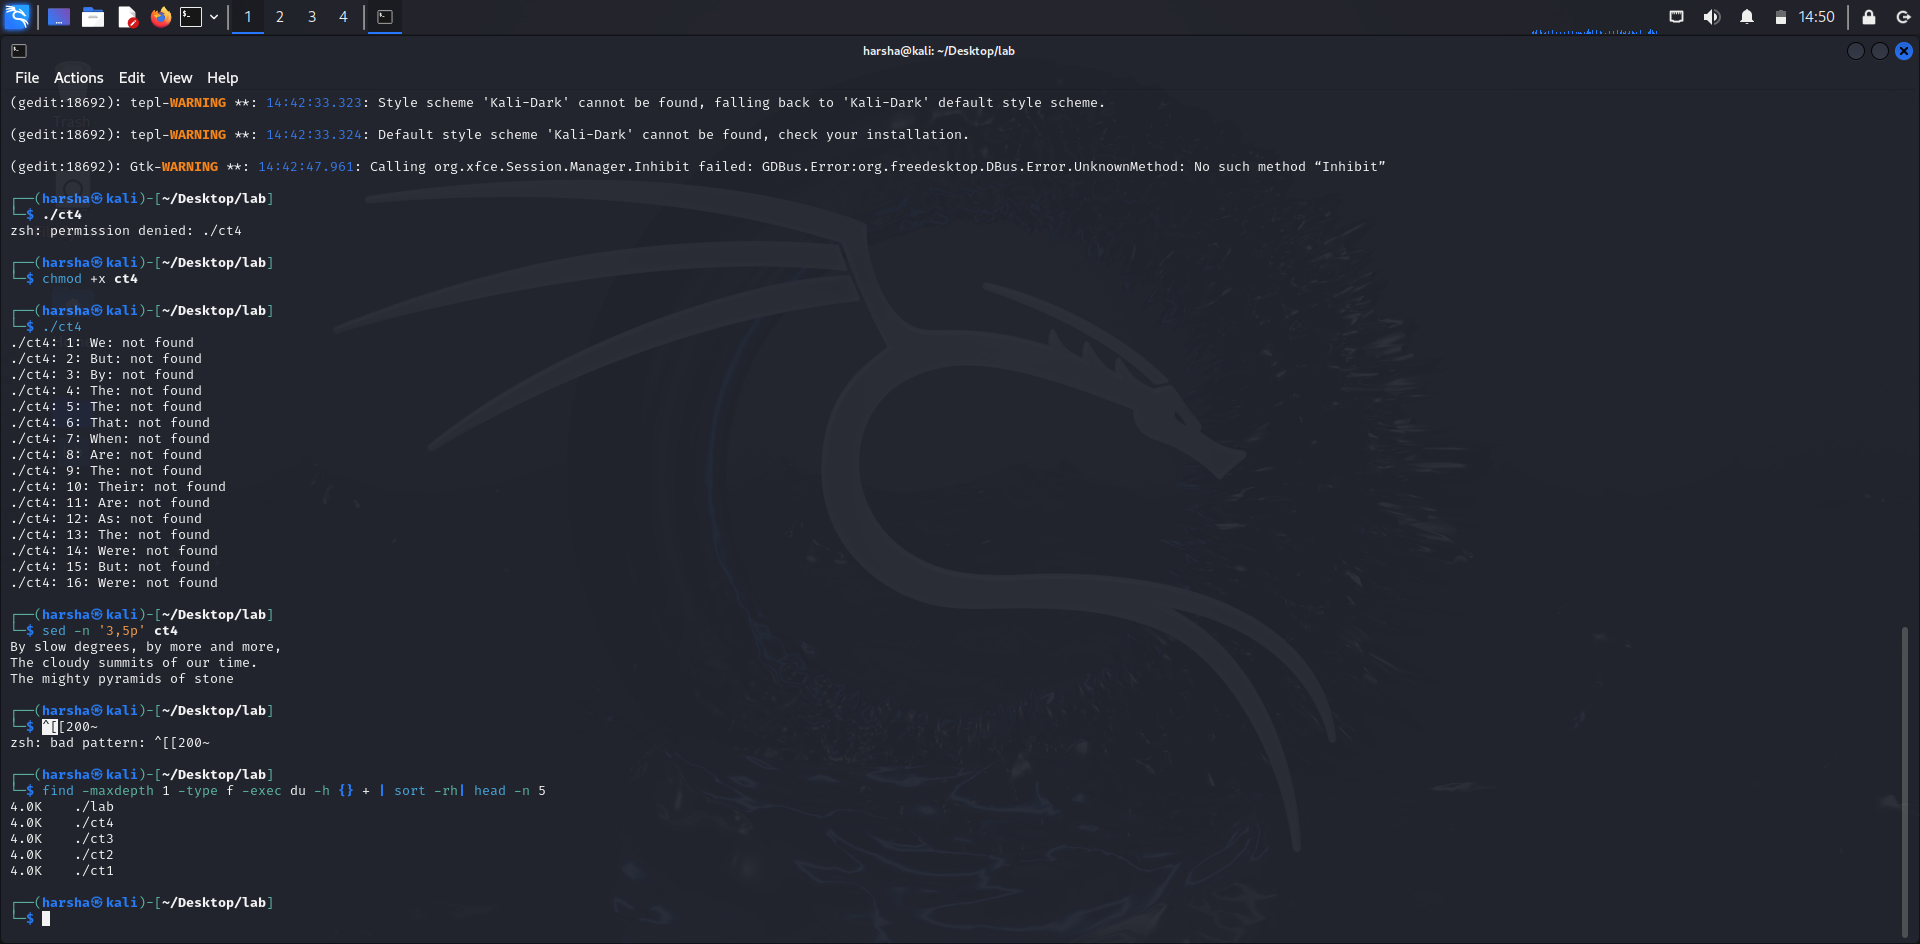 1 2 3 4 14:50
harsha@kali: ~/Desktop/lab
File Actions Edit View Help
(gedit:18692): tepl-WARNING **: 14:42:33.323: Style scheme 'Kali-Dark' cannot be found, falling back to 'Kali-Dark' default style scheme.
(gedit:18692): tepl-WARNING **: 14:42:33.324: Default style scheme 'Kali-Dark' cannot be found, check your installation.
(gedit:18692): Gtk-WARNING **: 14:42:47.961: Calling org.xfce.Session.Manager.Inhibit failed: GDBus.Error:org.freedesktop.DBus.Error.UnknownMethod: No such method “Inhibit”
┌──(harsha㉿kali)-[~/Desktop/lab]
└─$ ./ct4
zsh: permission denied: ./ct4
┌──(harsha㉿kali)-[~/Desktop/lab]
└─$ chmod +x ct4
┌──(harsha㉿kali)-[~/Desktop/lab]
└─$ ./ct4
./ct4: 1: We: not found
./ct4: 2: But: not found
./ct4: 3: By: not found
./ct4: 4: The: not found
./ct4: 5: The: not found
./ct4: 6: That: not found
./ct4: 7: When: not found
./ct4: 8: Are: not found
./ct4: 9: The: not found
./ct4: 10: Their: not found
./ct4: 11: Are: not found
./ct4: 12: As: not found
./ct4: 13: The: not found
./ct4: 14: Were: not found
./ct4: 15: But: not found
./ct4: 16: Were: not found
┌──(harsha㉿kali)-[~/Desktop/lab]
└─$ sed -n '3,5p' ct4
By slow degrees, by more and more,
The cloudy summits of our time.
The mighty pyramids of stone
┌──(harsha㉿kali)-[~/Desktop/lab]
└─$ ^[[200~
zsh: bad pattern: ^[[200~
┌──(harsha㉿kali)-[~/Desktop/lab]
└─$ find -maxdepth 1 -type f -exec du -h {} + | sort -rh| head -n 5
4.0K ./lab
4.0K ./ct4
4.0K ./ct3
4.0K ./ct2
4.0K ./ct1
┌──(harsha㉿kali)-[~/Desktop/lab]
└─$